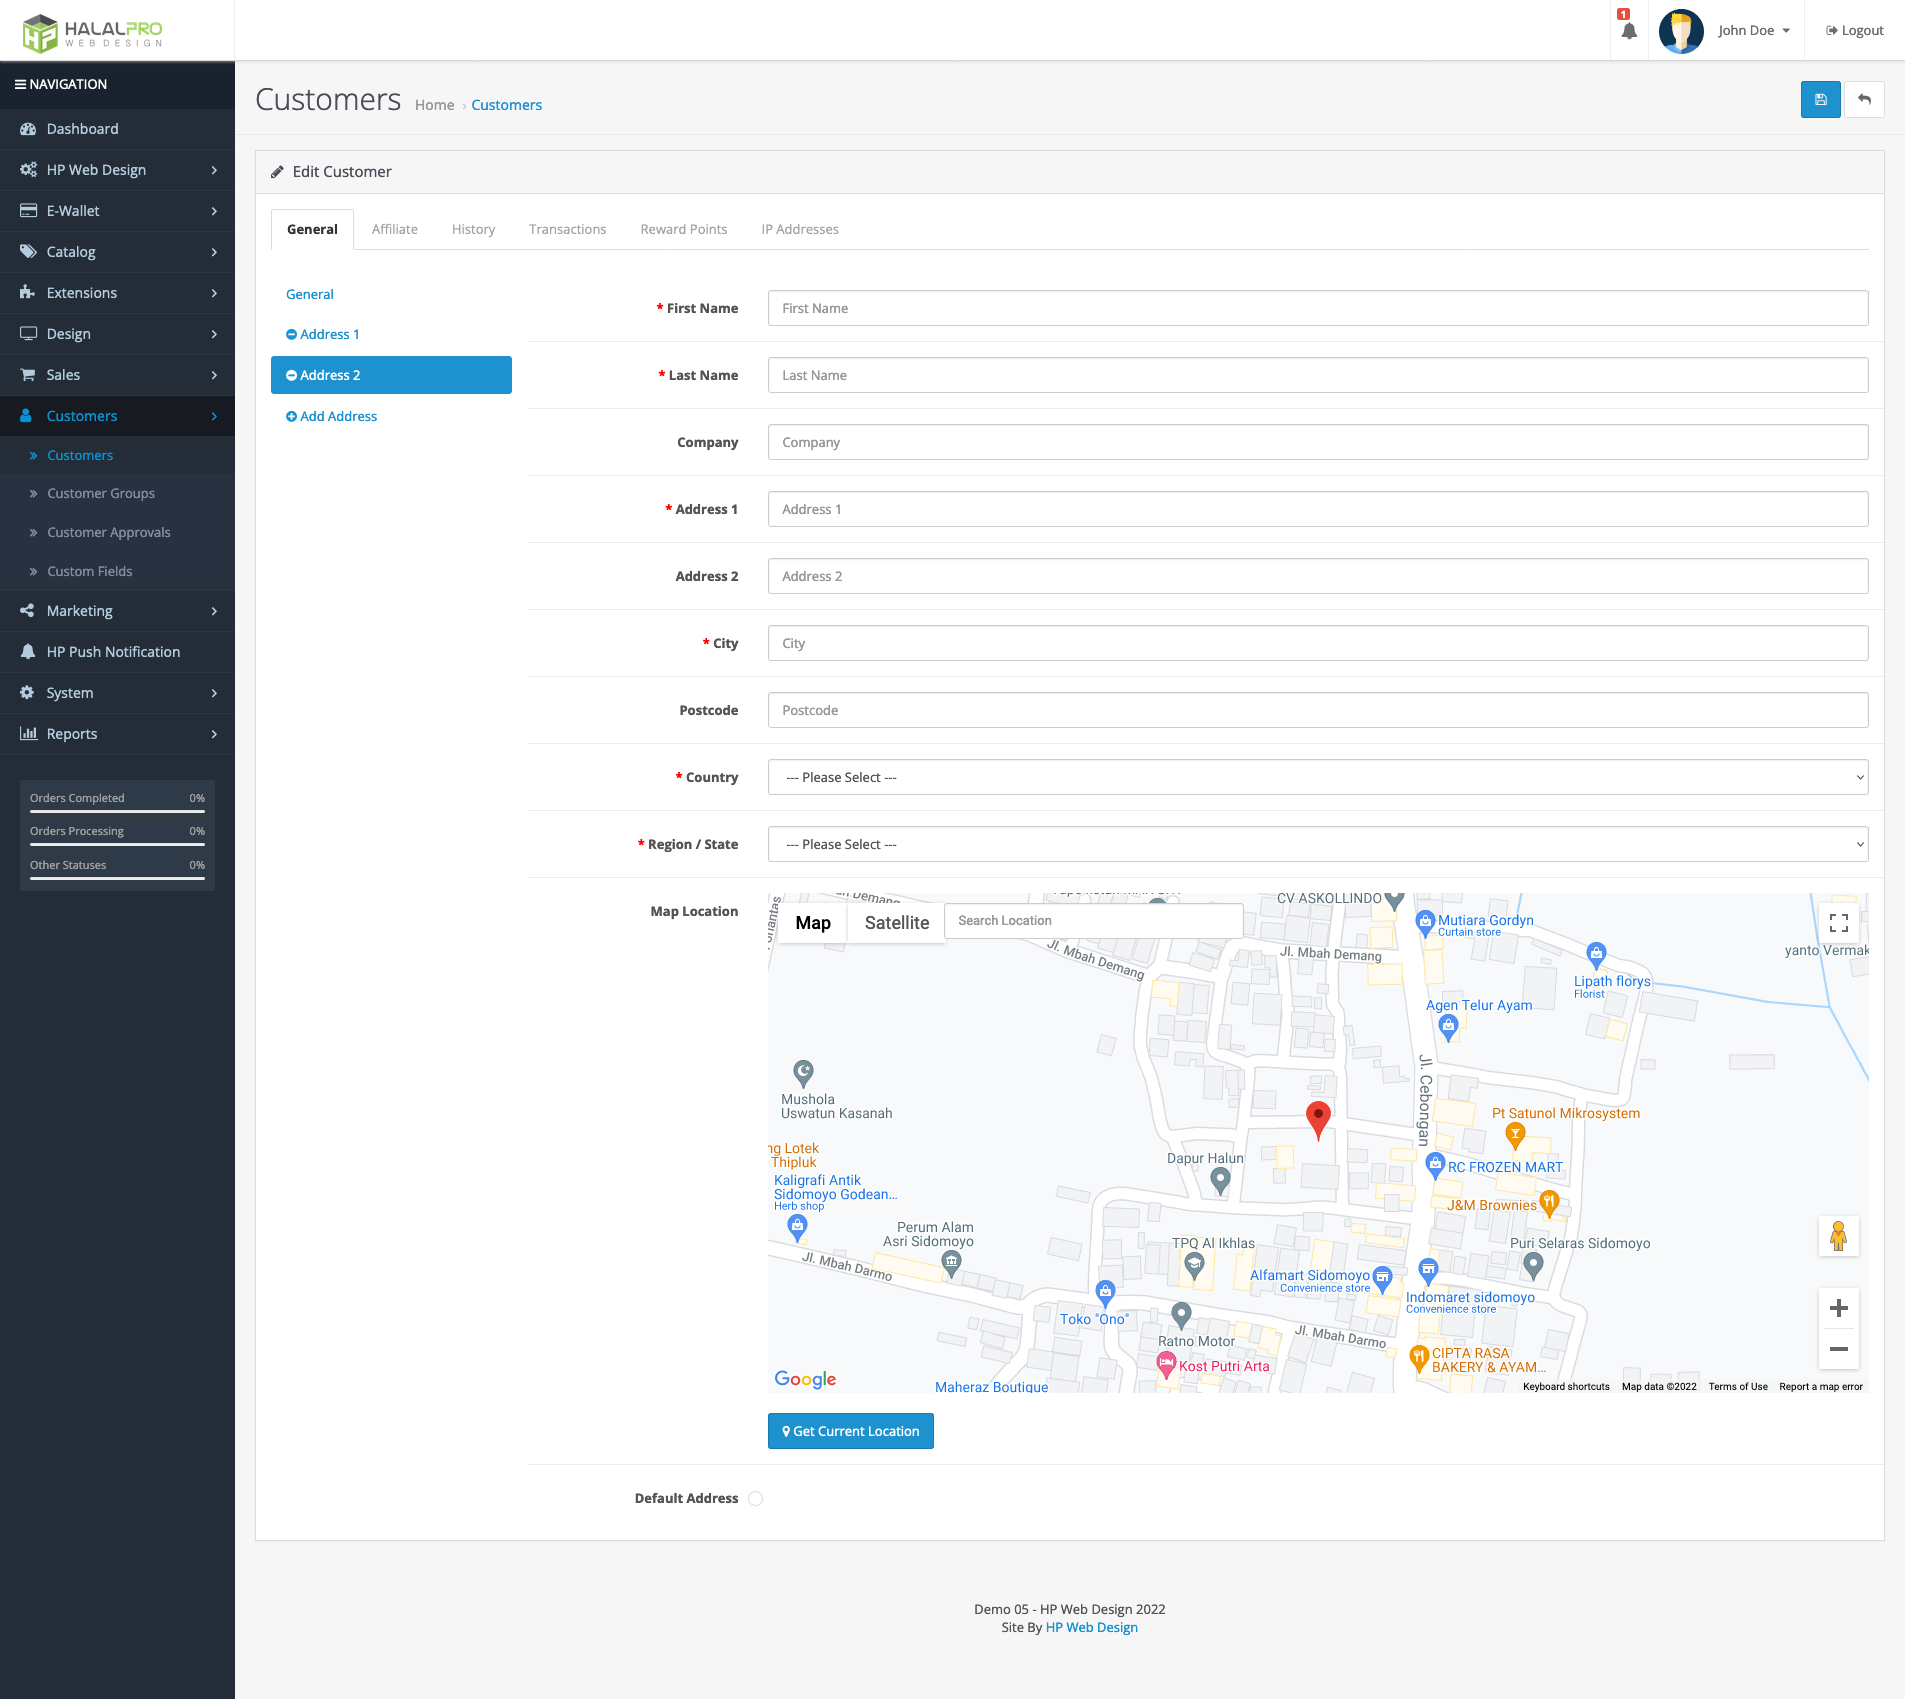 HALALPRO
WEB DESIGN
1
John Doe
Logout
NAVIGATION
Dashboard
HP Web Design
E-Wallet
Catalog
Extensions
Design
Sales
Customers
Customers
Customer Groups
Customer Approvals
Custom Fields
Marketing
HP Push Notification
System
Reports
Orders Completed 0%
Orders Processing 0%
Other Statuses 0%
Customers Home › Customers
Edit Customer
General Affiliate History Transactions Reward Points IP Addresses
General
Address 1
Address 2
Add Address
* First Name First Name
* Last Name Last Name
Company Company
* Address 1 Address 1
Address 2 Address 2
* City City
Postcode Postcode
* Country --- Please Select ---
* Region / State --- Please Select ---
Map Location
Map Satellite Search Location
CV ASKOLLINDO
Mutiara Gordyn
Curtain store
Jl. Mbah Demang
Jl. Mbah Demang
yanto Vermak
Lipath florys
Florist
Agen Telur Ayam
Jl. Cebongan
Mushola
Uswatun Kasanah
Pt Satunol Mikrosystem
ng Lotek
Thipluk
Dapur Halun
RC FROZEN MART
Kaligrafi Antik
Sidomoyo Godean...
Herb shop
J&M Brownies
Perum Alam
Asri Sidomoyo
TPQ Al Ikhlas
Puri Selaras Sidomoyo
Jl. Mbah Darmo
Alfamart Sidomoyo
Convenience store
Indomaret sidomoyo
Convenience store
Toko "Ono"
Ratno Motor
Jl. Mbah Darmo
Kost Putri Arta
CIPTA RASA
BAKERY & AYAM...
Google
Maheraz Boutique
Keyboard shortcuts Map data ©2022 Terms of Use Report a map error
Get Current Location
Default Address
Demo 05 - HP Web Design 2022
Site By HP Web Design